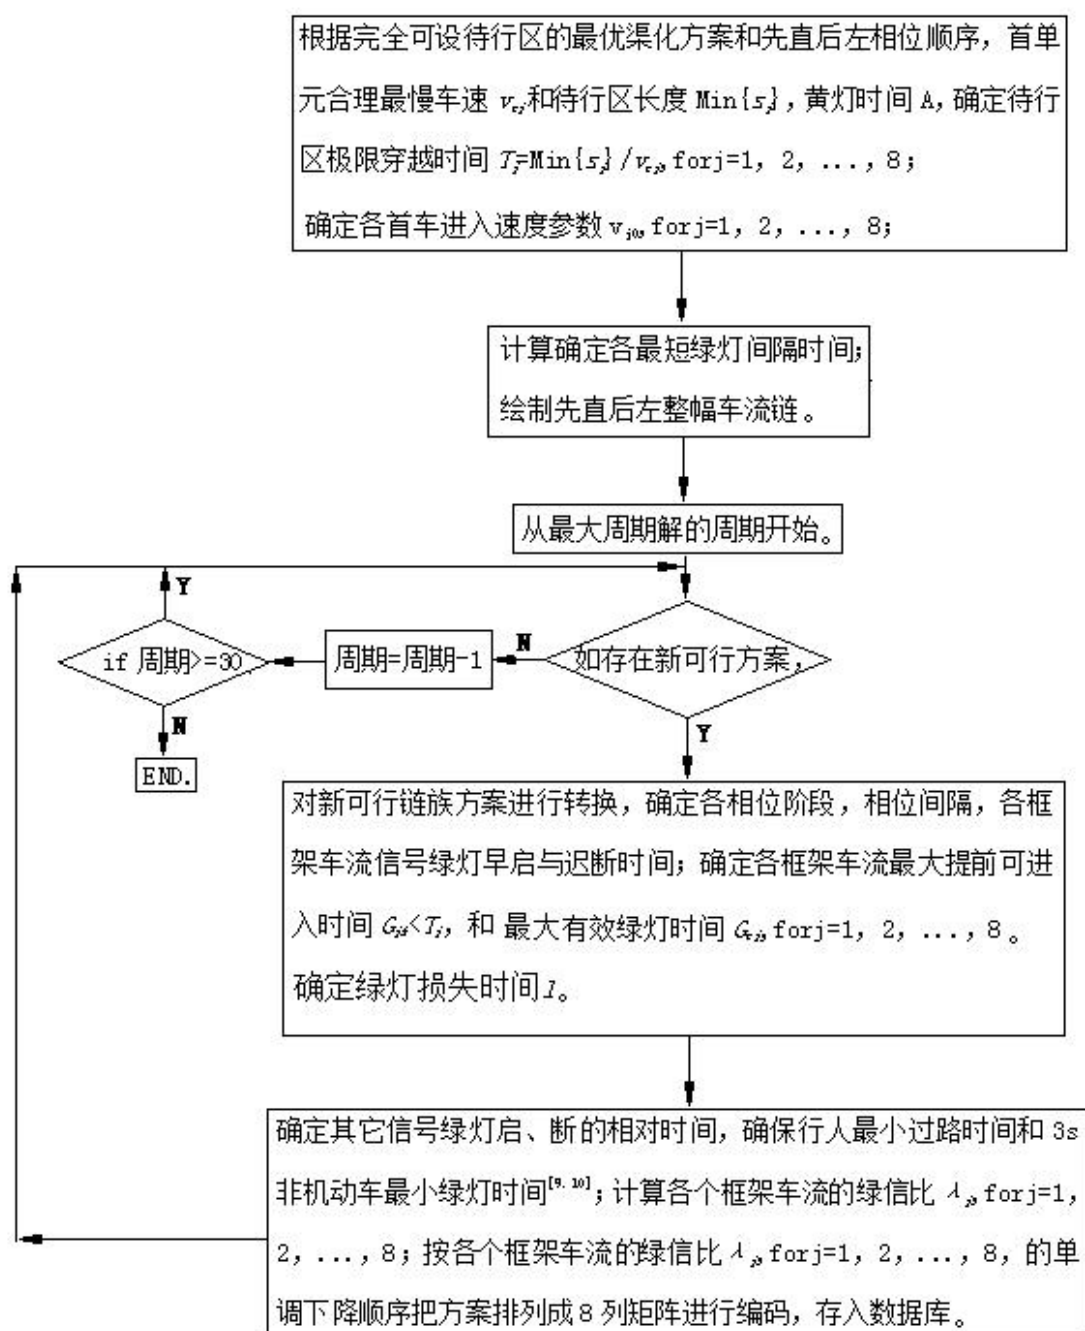 根据完全可设待行区的最优渠化方案和先直后左相位顺序，首单
元合理最慢车速 v_cj和待行区长度 Min{s_j}，黄灯时间 A，确定待行
区极限穿越时间 T_j=Min{s_j}/v_cj, forj=1, 2, ..., 8；
确定各首车进入速度参数 v_j0, forj=1, 2, ..., 8；
计算确定各最短绿灯间隔时间；
绘制先直后左整幅车流链。
从最大周期解的周期开始。
Y
if 周期>=30
周期=周期-1
N
如存在新可行方案，
N
Y
END.
对新可行链族方案进行转换，确定各相位阶段，相位间隔，各框
架车流信号绿灯早启与迟断时间；确定各框架车流最大提前可进
入时间 G_jd<T_j，和 最大有效绿灯时间 G_ej, forj=1, 2, ..., 8。
确定绿灯损失时间l。
确定其它信号绿灯启、断的相对时间，确保行人最小过路时间和 3s
非机动车最小绿灯时间[9, 10]；计算各个框架车流的绿信比 λ_j, forj=1,
2, ..., 8；按各个框架车流的绿信比 λ_j, forj=1, 2, ..., 8，的单
调下降顺序把方案排列成 8 列矩阵进行编码，存入数据库。